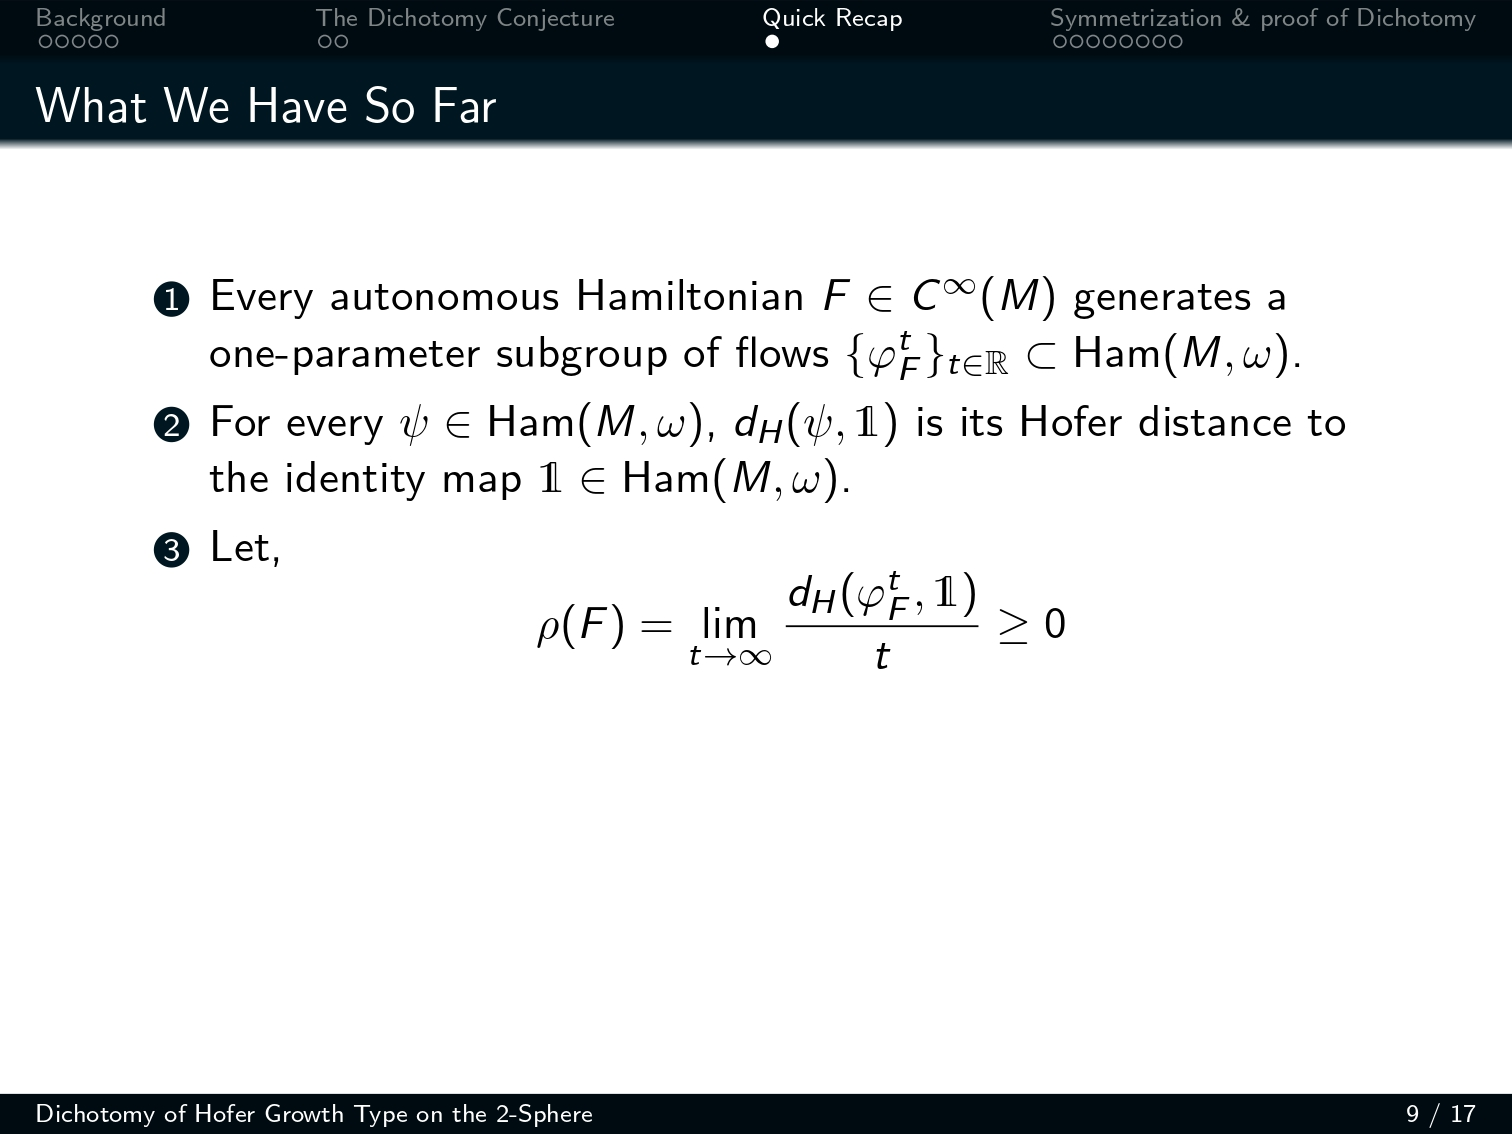 Background The Dichotomy Conjecture Quick Recap Symmetrization & proof of Dichotomy
What We Have So Far
1 Every autonomous Hamiltonian F ∈ C^∞(M) generates a
one-parameter subgroup of flows {φ_F^t}_{t∈ℝ} ⊂ Ham(M, ω).
2 For every ψ ∈ Ham(M, ω), d_H(ψ, 𝟙) is its Hofer distance to
the identity map 𝟙 ∈ Ham(M, ω).
3 Let,
ρ(F) = lim_{t→∞} d_H(φ_F^t, 𝟙) / t ≥ 0
Dichotomy of Hofer Growth Type on the 2-Sphere 9 / 17